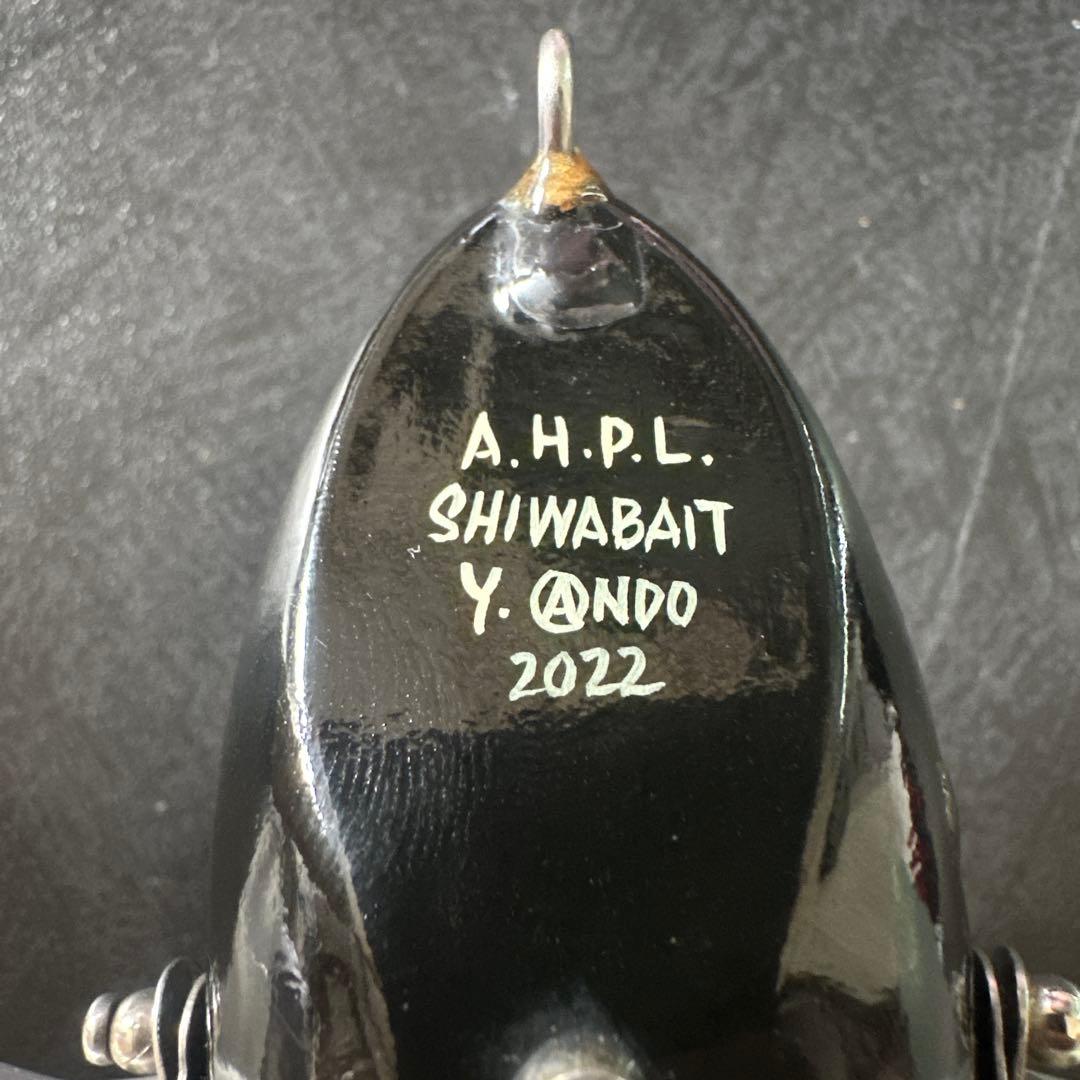 A.H.P.L.
SHIWABAIT
Y. ⒶNDO
2022